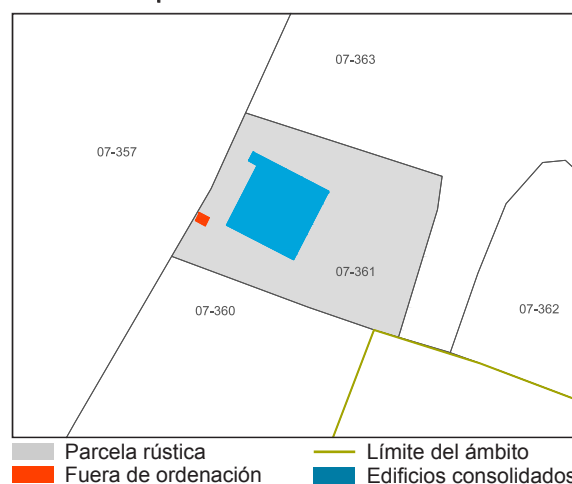 07-363
07-357
07-361
07-360
07-362
Parcela rústica
Límite del ámbito
Fuera de ordenación
Edificios consolidados